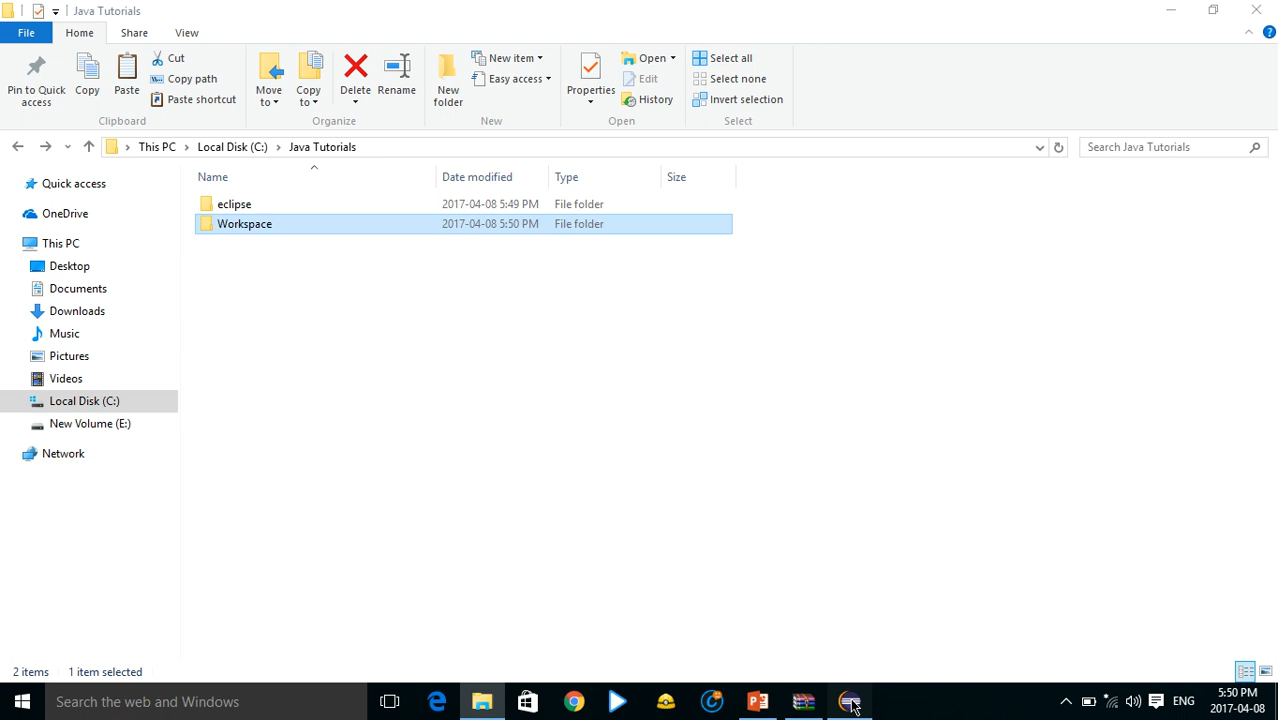 Java Tutorials
File Home Share View
Pin to Quick access
Copy
Paste
Cut
Copy path
Paste shortcut
Clipboard
Move to
Copy to
Delete
Rename
Organize
New folder
New item
Easy access
New
Properties
Open
Edit
History
Open
Select all
Select none
Invert selection
Select
This PC Local Disk (C:) Java Tutorials
Search Java Tutorials
Name Date modified Type Size
eclipse 2017-04-08 5:49 PM File folder
Workspace 2017-04-08 5:50 PM File folder
Quick access
OneDrive
This PC
Desktop
Documents
Downloads
Music
Pictures
Videos
Local Disk (C:)
New Volume (E:)
Network
2 items 1 item selected
Search the web and Windows
ENG
5:50 PM
2017-04-08